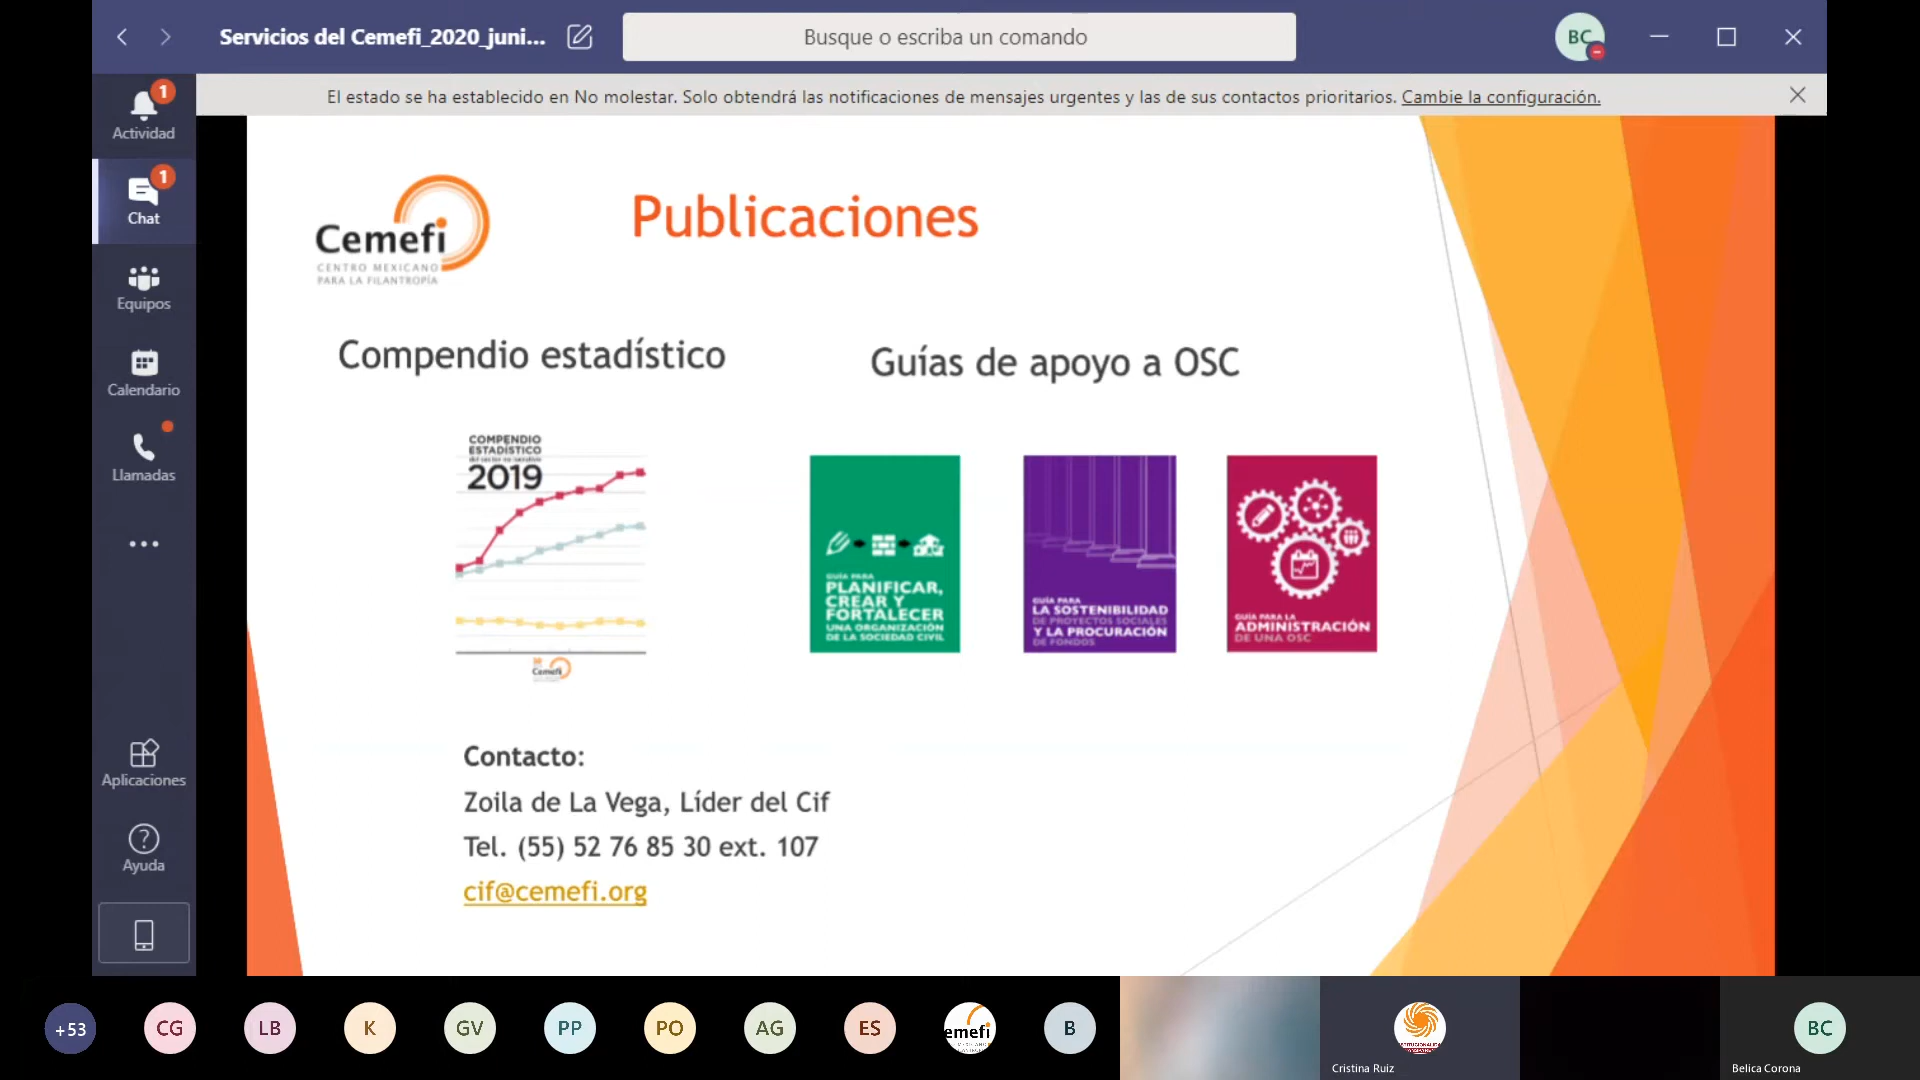 Servicios del Cemefi_2020_juni...
Busque o escriba un comando
BC
El estado se ha establecido en No molestar. Solo obtendrá las notificaciones de mensajes urgentes y las de sus contactos prioritarios. Cambie la configuración.
1
Actividad
1
Chat
Equipos
Calendario
Llamadas
Aplicaciones
Ayuda
Cemefi
CENTRO MEXICANO
PARA LA FILANTROPÍA
Publicaciones
Compendio estadístico
Guías de apoyo a OSC
COMPENDIO
ESTADÍSTICO
2019
Cemefi
GUÍA PARA
PLANIFICAR,
CREAR Y
FORTALECER
UNA ORGANIZACIÓN
DE LA SOCIEDAD CIVIL
GUÍA PARA
LA SOSTENIBILIDAD
DE PROYECTOS SOCIALES
Y LA PROCURACIÓN
DE FONDOS
GUÍA PARA LA
ADMINISTRACIÓN
DE UNA OSC
Contacto:
Zoila de La Vega, Líder del Cif
Tel. (55) 52 76 85 30 ext. 107
cif@cemefi.org
+53
CG
LB
K
GV
PP
PO
AG
ES
emefi
B
Cristina Ruiz
BC
Belica Corona